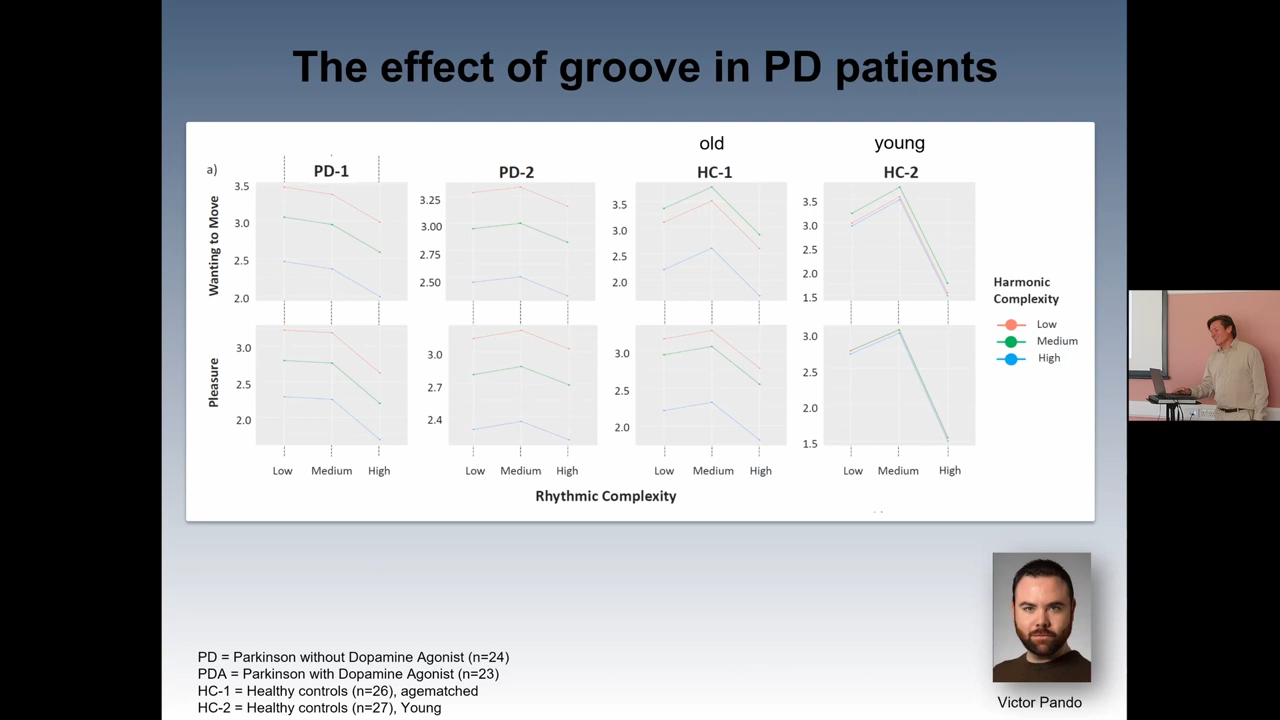 The effect of groove in PD patients
old
young
a)
PD-1
PD-2
HC-1
HC-2
Wanting to Move
3.5
3.0
2.5
2.0
3.25
3.00
2.75
2.50
3.5
3.0
2.5
2.0
3.5
3.0
2.5
2.0
1.5
Harmonic
Complexity
Low
Medium
High
Pleasure
3.0
2.5
2.0
3.0
2.7
2.4
3.0
2.5
2.0
3.0
2.5
2.0
1.5
Low Medium High
Low Medium High
Low Medium High
Low Medium High
Rhythmic Complexity
PD = Parkinson without Dopamine Agonist (n=24)
PDA = Parkinson with Dopamine Agonist (n=23)
HC-1 = Healthy controls (n=26), agematched
HC-2 = Healthy controls (n=27), Young
Victor Pando